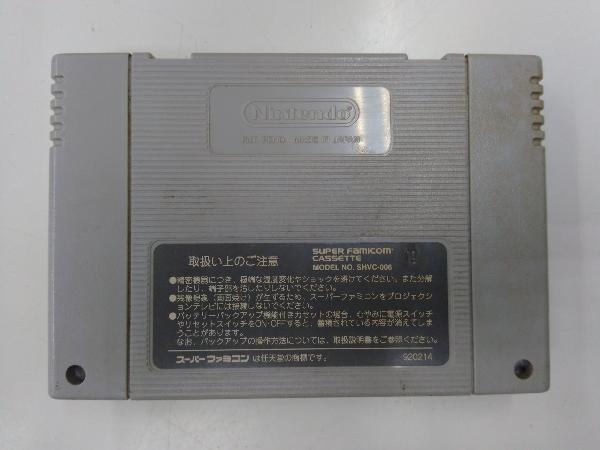 Nintendo
PAT. PEND. MADE IN JAPAN
取扱い上のご注意
SUPER FAMICOM
CASSETTE
MODEL NO. SHVC-006
●精密機器につき、極端な温度変化やショックを避けてください。また分解
したり、端子部を汚したりしないでください。
●残像現象(画面焼け)が生ずるため、スーパーファミコンをプロジェクシ
ョンテレビには接続しないでください。
●バッテリーバックアップ機能付きカセットの場合、むやみに電源スイッチ
やリセットスイッチをON・OFFすると、蓄積されている内容が消えてしま
うことがあります。
なお、バックアップの操作方法については、取扱説明書をご参照ください。
スーパーファミコン は任天堂の商標です。
920214